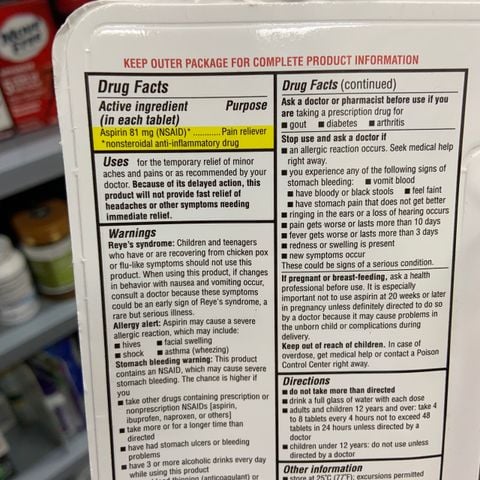 KEEP OUTER PACKAGE FOR COMPLETE PRODUCT INFORMATION
Drug Facts
Active ingredient Purpose
(in each tablet)
Aspirin 81 mg (NSAID)* ............ Pain reliever
*nonsteroidal anti-inflammatory drug
Uses for the temporary relief of minor
aches and pains or as recommended by your
doctor. Because of its delayed action, this
product will not provide fast relief of
headaches or other symptoms needing
immediate relief.
Warnings
Reye's syndrome: Children and teenagers
who have or are recovering from chicken pox
or flu-like symptoms should not use this
product. When using this product, if changes
in behavior with nausea and vomiting occur,
consult a doctor because these symptoms
could be an early sign of Reye's syndrome, a
rare but serious illness.
Allergy alert: Aspirin may cause a severe
allergic reaction, which may include:
■ hives ■ facial swelling
■ shock ■ asthma (wheezing)
Stomach bleeding warning: This product
contains an NSAID, which may cause severe
stomach bleeding. The chance is higher if
you
■ take other drugs containing prescription or
nonprescription NSAIDs [aspirin,
ibuprofen, naproxen, or others]
■ take more or for a longer time than
directed
■ have had stomach ulcers or bleeding
problems
■ have 3 or more alcoholic drinks every day
while using this product
thinning (anticoagulant) or
Drug Facts (continued)
Ask a doctor or pharmacist before use if you
are taking a prescription drug for
■ gout ■ diabetes ■ arthritis
Stop use and ask a doctor if
■ an allergic reaction occurs. Seek medical help
right away.
■ you experience any of the following signs of
stomach bleeding: ■ vomit blood
■ have bloody or black stools ■ feel faint
■ have stomach pain that does not get better
■ ringing in the ears or a loss of hearing occurs
■ pain gets worse or lasts more than 10 days
■ fever gets worse or lasts more than 3 days
■ redness or swelling is present
■ new symptoms occur
These could be signs of a serious condition.
If pregnant or breast-feeding, ask a health
professional before use. It is especially
important not to use aspirin at 20 weeks or later
in pregnancy unless definitely directed to do so
by a doctor because it may cause problems in
the unborn child or complications during
delivery.
Keep out of reach of children. In case of
overdose, get medical help or contact a Poison
Control Center right away.
Directions
■ do not take more than directed
■ drink a full glass of water with each dose
■ adults and children 12 years and over: take 4
to 8 tablets every 4 hours not to exceed 48
tablets in 24 hours unless directed by a
doctor
■ children under 12 years: do not use unless
directed by a doctor
Other information
■ store at 25°C (77°F); excursions permitted